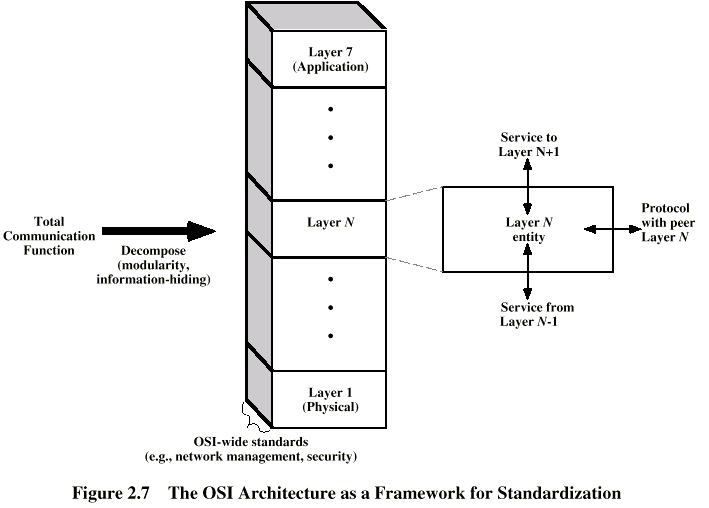 Layer 7
(Application)
Service to
Layer N+1
Total
Communication
Function
Decompose
(modularity,
information-hiding)
Layer N
Layer N
entity
Protocol
with peer
Layer N
Service from
Layer N-1
Layer 1
(Physical)
OSI-wide standards
(e.g., network management, security)
Figure 2.7 The OSI Architecture as a Framework for Standardization